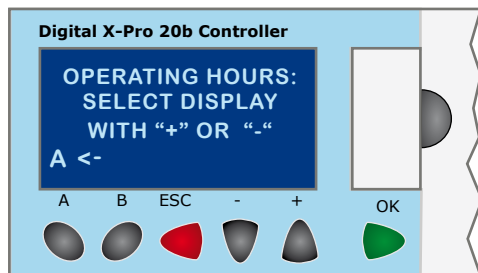 Digital X-Pro 20b Controller
OPERATING HOURS:
SELECT DISPLAY
WITH “+” OR “-“
A <-
A B ESC - + OK